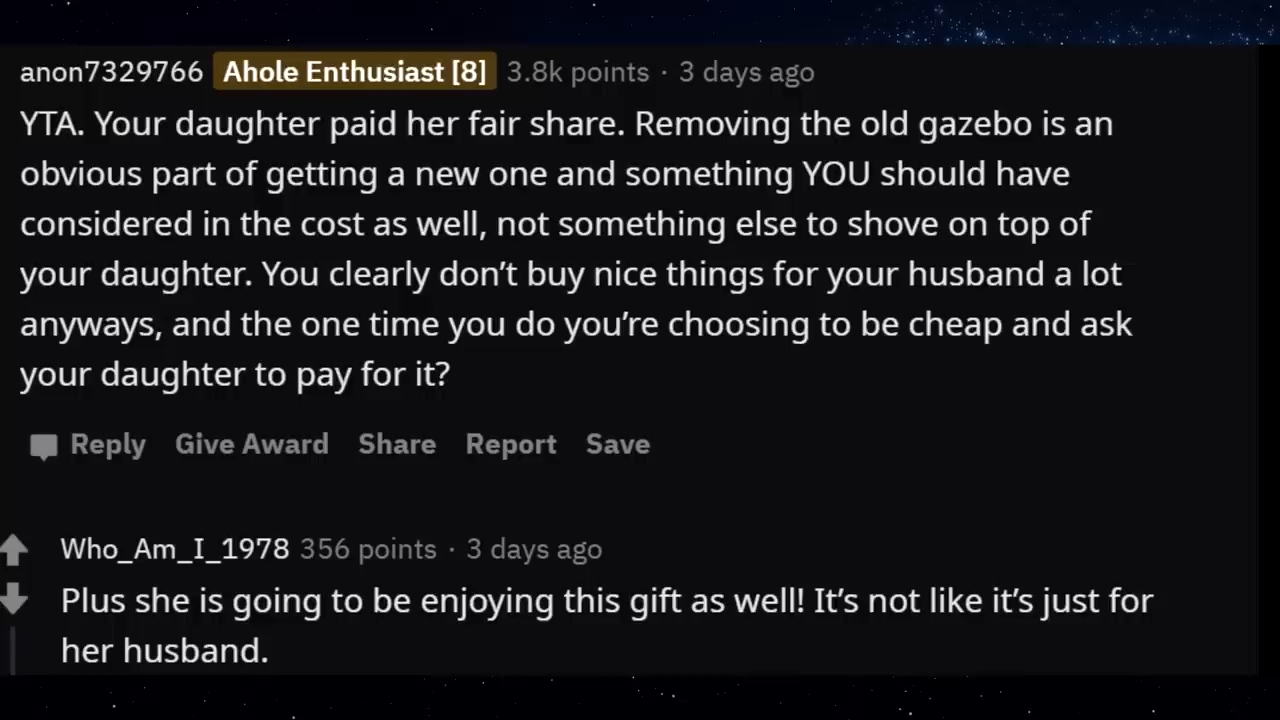 anon7329766 Ahole Enthusiast [8] 3.8k points · 3 days ago
YTA. Your daughter paid her fair share. Removing the old gazebo is an
obvious part of getting a new one and something YOU should have
considered in the cost as well, not something else to shove on top of
your daughter. You clearly don’t buy nice things for your husband a lot
anyways, and the one time you do you’re choosing to be cheap and ask
your daughter to pay for it?
Reply Give Award Share Report Save
Who_Am_I_1978 356 points · 3 days ago
Plus she is going to be enjoying this gift as well! It’s not like it’s just for
her husband.